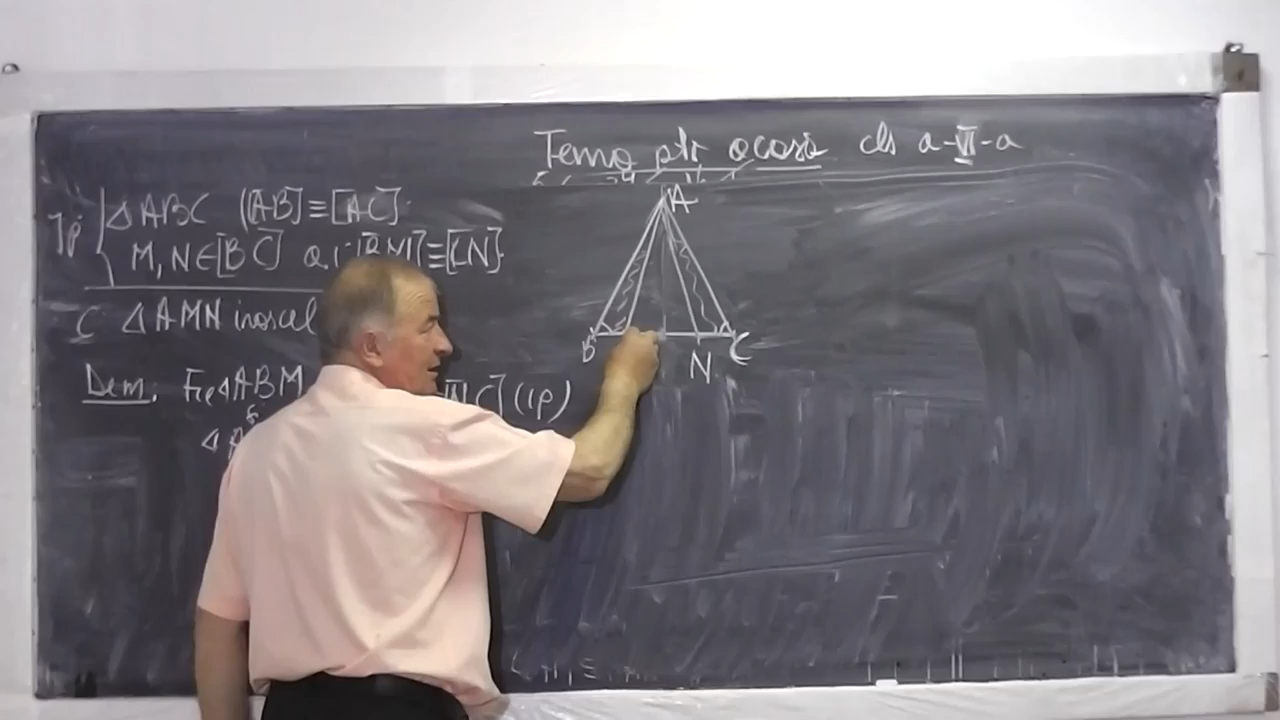 Temo ptr acasă cls a-VI-a
Ip ΔABC ([AB]≡[AC]
M, N∈[BC] a.î. [BM]≡[CN]
C ΔAMN isoscel
Dem: Fie ΔABM
NC] (ip)
A
B
N
C